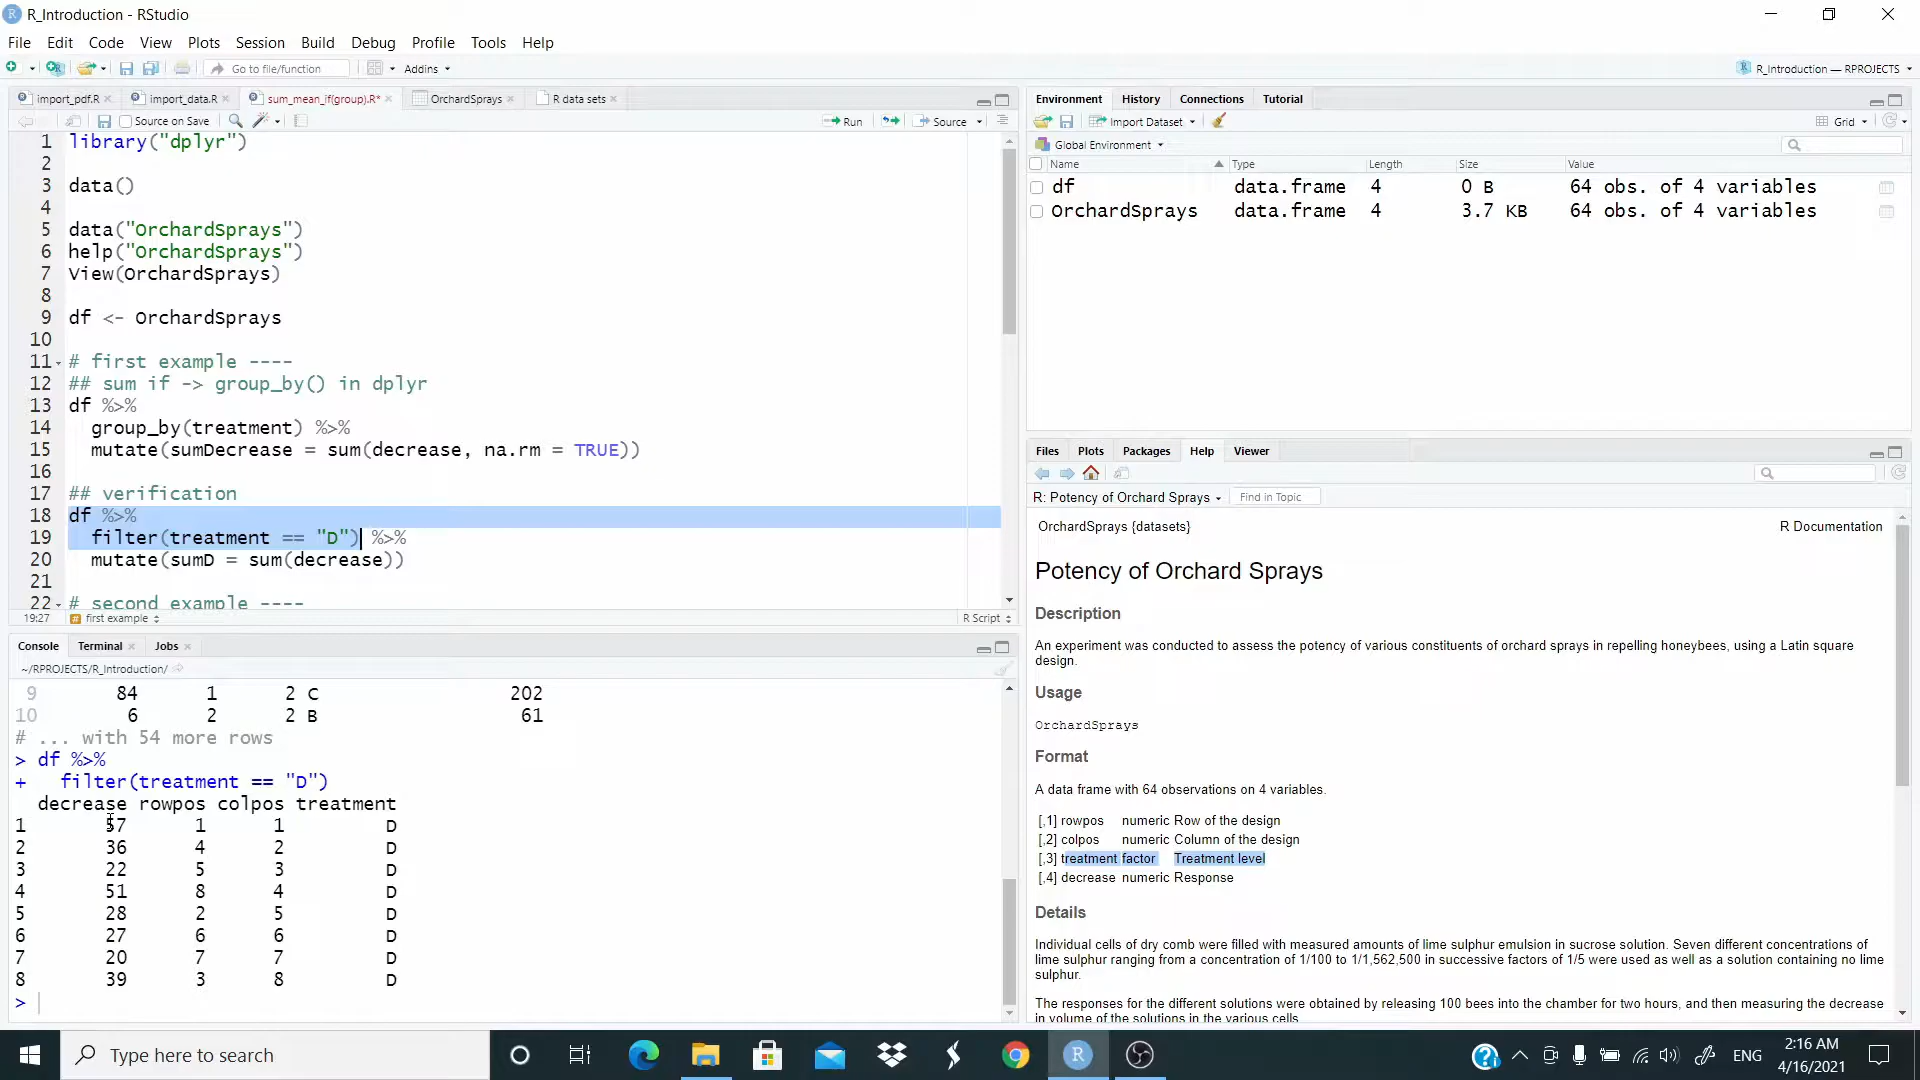 R_Introduction - RStudio
File Edit Code View Plots Session Build Debug Profile Tools Help
Go to file/function Addins R_Introduction — RPROJECTS
import_pdf.R import_data.R sum_mean_if(group).R* OrchardSprays R data sets
Source on Save Run Source
1 library("dplyr")
2
3 data()
4
5 data("OrchardSprays")
6 help("OrchardSprays")
7 View(OrchardSprays)
8
9 df <- OrchardSprays
10
11 # first example ----
12 ## sum if -> group_by() in dplyr
13 df %>%
14 group_by(treatment) %>%
15 mutate(sumDecrease = sum(decrease, na.rm = TRUE))
16
17 ## verification
18 df %>%
19 filter(treatment == "D") %>%
20 mutate(sumD = sum(decrease))
21
22 # second example ----
19:27 first example R Script
Console Terminal Jobs
~/RPROJECTS/R_Introduction/
9 84 1 2 C 202
10 6 2 2 B 61
# ... with 54 more rows
> df %>%
+ filter(treatment == "D")
decrease rowpos colpos treatment
1 57 1 1 D
2 36 4 2 D
3 22 5 3 D
4 51 8 4 D
5 28 2 5 D
6 27 6 6 D
7 20 7 7 D
8 39 3 8 D
>
Environment History Connections Tutorial
Import Dataset Grid
Global Environment
Name Type Length Size Value
df data.frame 4 0 B 64 obs. of 4 variables
OrchardSprays data.frame 4 3.7 KB 64 obs. of 4 variables
Files Plots Packages Help Viewer
R: Potency of Orchard Sprays Find in Topic
OrchardSprays {datasets} R Documentation
Potency of Orchard Sprays
Description
An experiment was conducted to assess the potency of various constituents of orchard sprays in repelling honeybees, using a Latin square
design.
Usage
OrchardSprays
Format
A data frame with 64 observations on 4 variables.
[,1] rowpos numeric Row of the design
[,2] colpos numeric Column of the design
[,3] treatment factor Treatment level
[,4] decrease numeric Response
Details
Individual cells of dry comb were filled with measured amounts of lime sulphur emulsion in sucrose solution. Seven different concentrations of
lime sulphur ranging from a concentration of 1/100 to 1/1,562,500 in successive factors of 1/5 were used as well as a solution containing no lime
sulphur.
The responses for the different solutions were obtained by releasing 100 bees into the chamber for two hours, and then measuring the decrease
in volume of the solutions in the various cells
Type here to search ENG 2:16 AM
4/16/2021